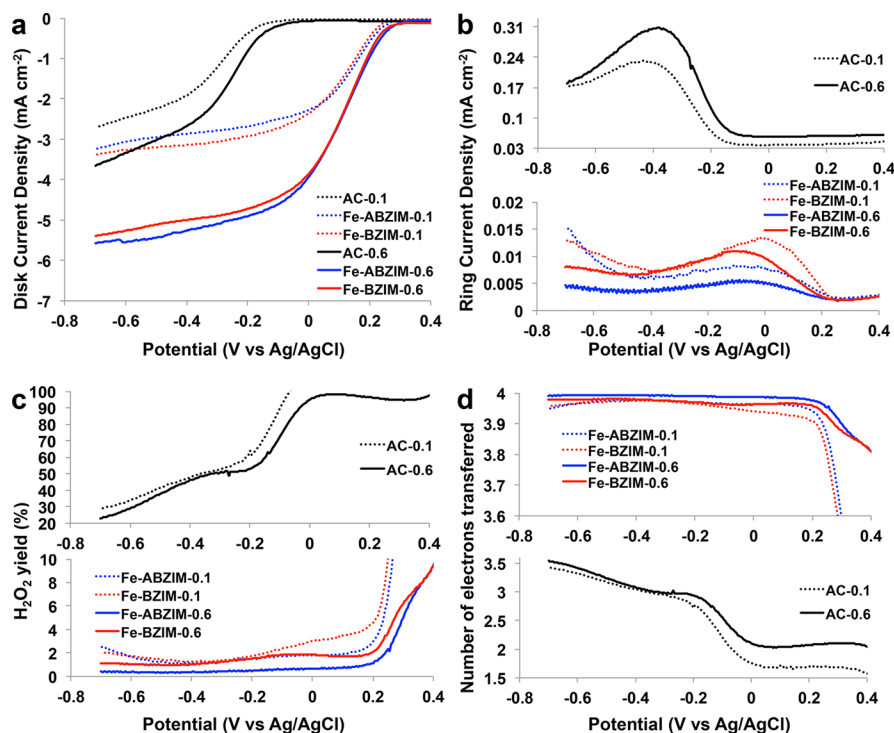 a
Disk Current Density (mA cm⁻²)
0
-1
-2
-3
-4
-5
-6
-7
AC-0.1
Fe-ABZIM-0.1
Fe-BZIM-0.1
AC-0.6
Fe-ABZIM-0.6
Fe-BZIM-0.6
-0.8 -0.6 -0.4 -0.2 0 0.2 0.4
Potential (V vs Ag/AgCl)
b
Ring Current Density (mA cm⁻²)
0.31
0.24
0.17
0.1
0.03
AC-0.1
AC-0.6
-0.8 -0.6 -0.4 -0.2 0 0.2 0.4
Fe-ABZIM-0.1
Fe-BZIM-0.1
Fe-ABZIM-0.6
Fe-BZIM-0.6
0.02
0.015
0.01
0.005
0
-0.8 -0.6 -0.4 -0.2 0 0.2 0.4
Potential (V vs Ag/AgCl)
c
H₂O₂ yield (%)
100
90
80
70
60
50
40
30
20
AC-0.1
AC-0.6
-0.8 -0.6 -0.4 -0.2 0 0.2 0.4
10
8
6
4
2
0
Fe-ABZIM-0.1
Fe-BZIM-0.1
Fe-ABZIM-0.6
Fe-BZIM-0.6
-0.8 -0.6 -0.4 -0.2 0 0.2 0.4
Potential (V vs Ag/AgCl)
d
Number of electrons transferred
4
3.9
3.8
3.7
3.6
Fe-ABZIM-0.1
Fe-BZIM-0.1
Fe-ABZIM-0.6
Fe-BZIM-0.6
-0.8 -0.6 -0.4 -0.2 0 0.2 0.4
3.5
3
2.5
2
1.5
AC-0.1
AC-0.6
-0.8 -0.6 -0.4 -0.2 0 0.2 0.4
Potential (V vs Ag/AgCl)